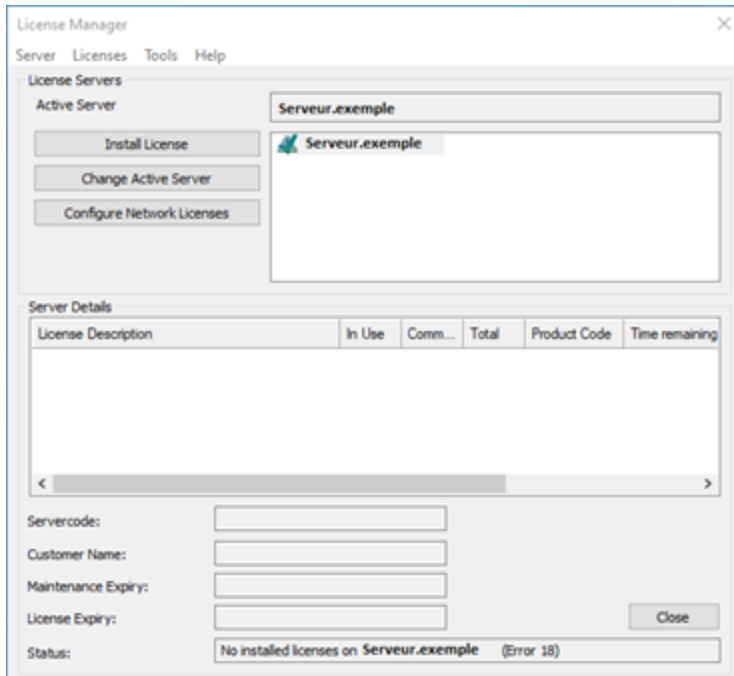 License Manager
Server Licenses Tools Help
License Servers
Active Server
Serveur.exemple
Install License
Serveur.exemple
Change Active Server
Configure Network Licenses
Server Details
License Description In Use Comm... Total Product Code Time remaining
Servercode:
Customer Name:
Maintenance Expiry:
License Expiry:
Close
Status:
No installed licenses on Serveur.exemple (Error 18)